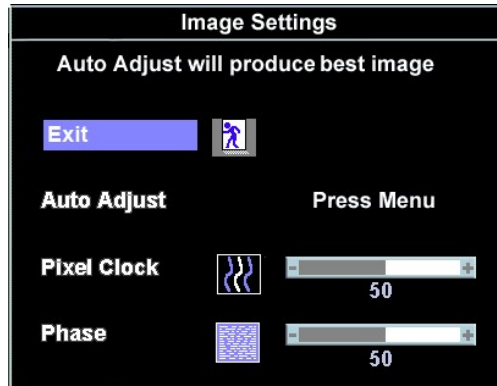 Image Settings
Auto Adjust will produce best image
Exit
Auto Adjust Press Menu
Pixel Clock - +
50
Phase - +
50